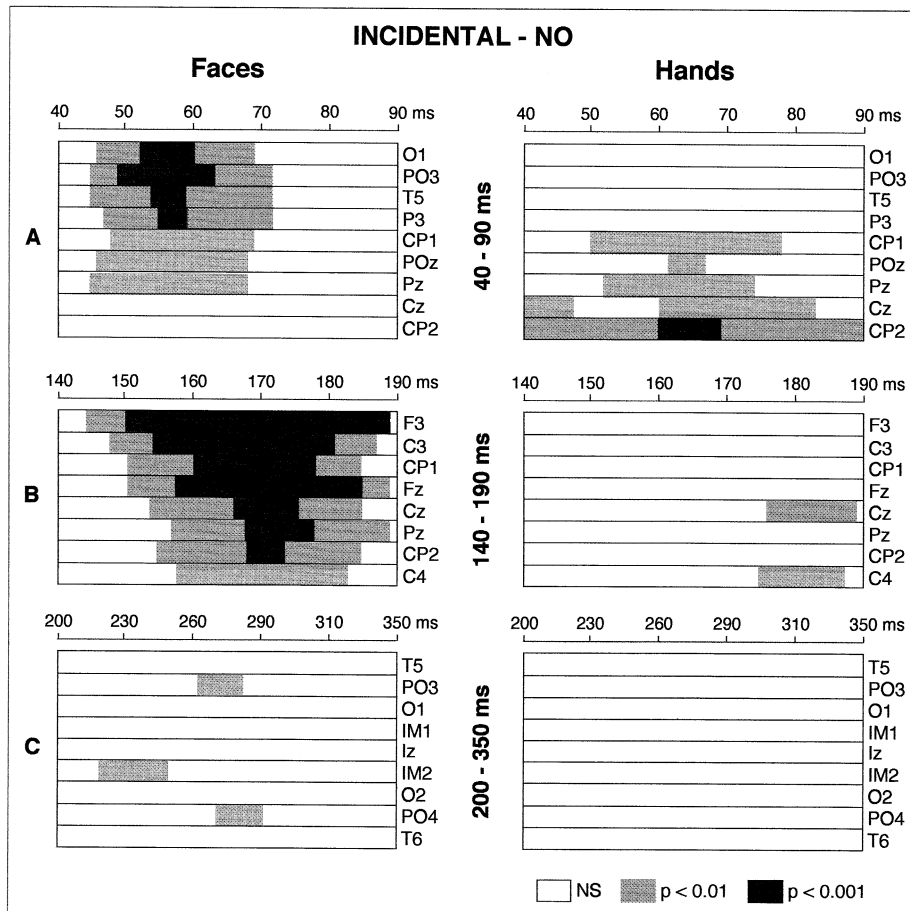 INCIDENTAL - NO
Faces
Hands
40 50 60 70 80 90 ms
40 50 60 70 80 90 ms
A
O1
PO3
T5
P3
CP1
POz
Pz
Cz
CP2
40 - 90 ms
O1
PO3
T5
P3
CP1
POz
Pz
Cz
CP2
140 150 160 170 180 190 ms
140 150 160 170 180 190 ms
B
F3
C3
CP1
Fz
Cz
Pz
CP2
C4
140 - 190 ms
F3
C3
CP1
Fz
Cz
Pz
CP2
C4
200 230 260 290 310 350 ms
200 230 260 290 310 350 ms
C
T5
PO3
O1
IM1
Iz
IM2
O2
PO4
T6
200 - 350 ms
T5
PO3
O1
IM1
Iz
IM2
O2
PO4
T6
NS p < 0.01 p < 0.001